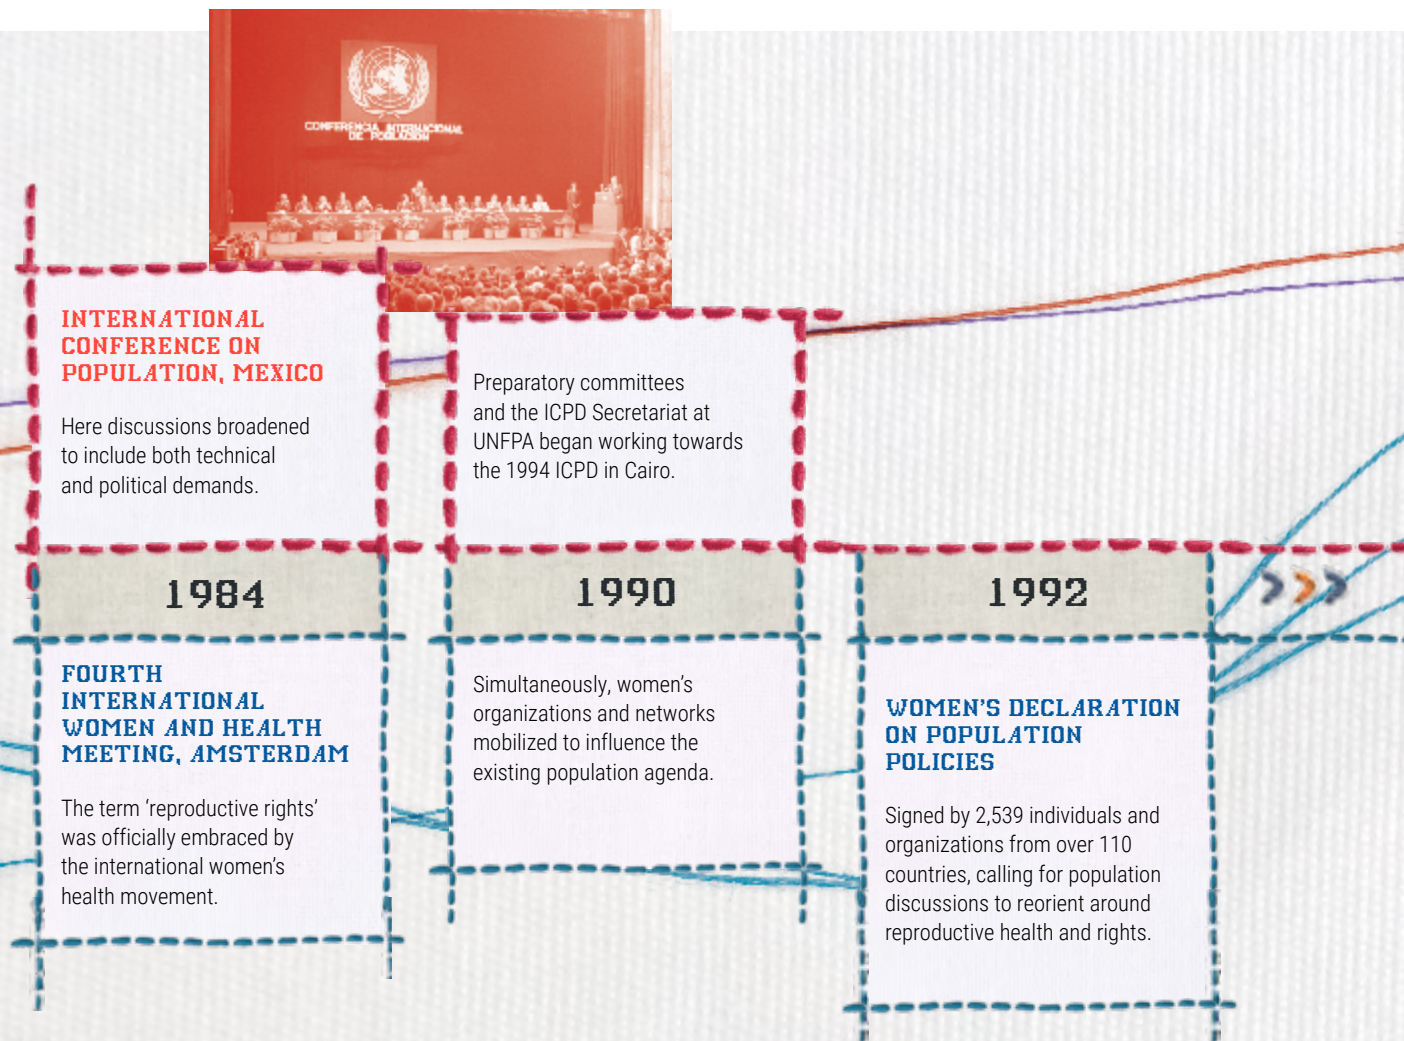 CONFERENCIA INTERNACIONAL
DE POBLACION
INTERNATIONAL
CONFERENCE ON
POPULATION, MEXICO
Here discussions broadened
to include both technical
and political demands.
Preparatory committees
and the ICPD Secretariat at
UNFPA began working towards
the 1994 ICPD in Cairo.
1984
1990
1992
FOURTH
INTERNATIONAL
WOMEN AND HEALTH
MEETING, AMSTERDAM
The term ‘reproductive rights’
was officially embraced by
the international women’s
health movement.
Simultaneously, women’s
organizations and networks
mobilized to influence the
existing population agenda.
WOMEN’S DECLARATION
ON POPULATION
POLICIES
Signed by 2,539 individuals and
organizations from over 110
countries, calling for population
discussions to reorient around
reproductive health and rights.